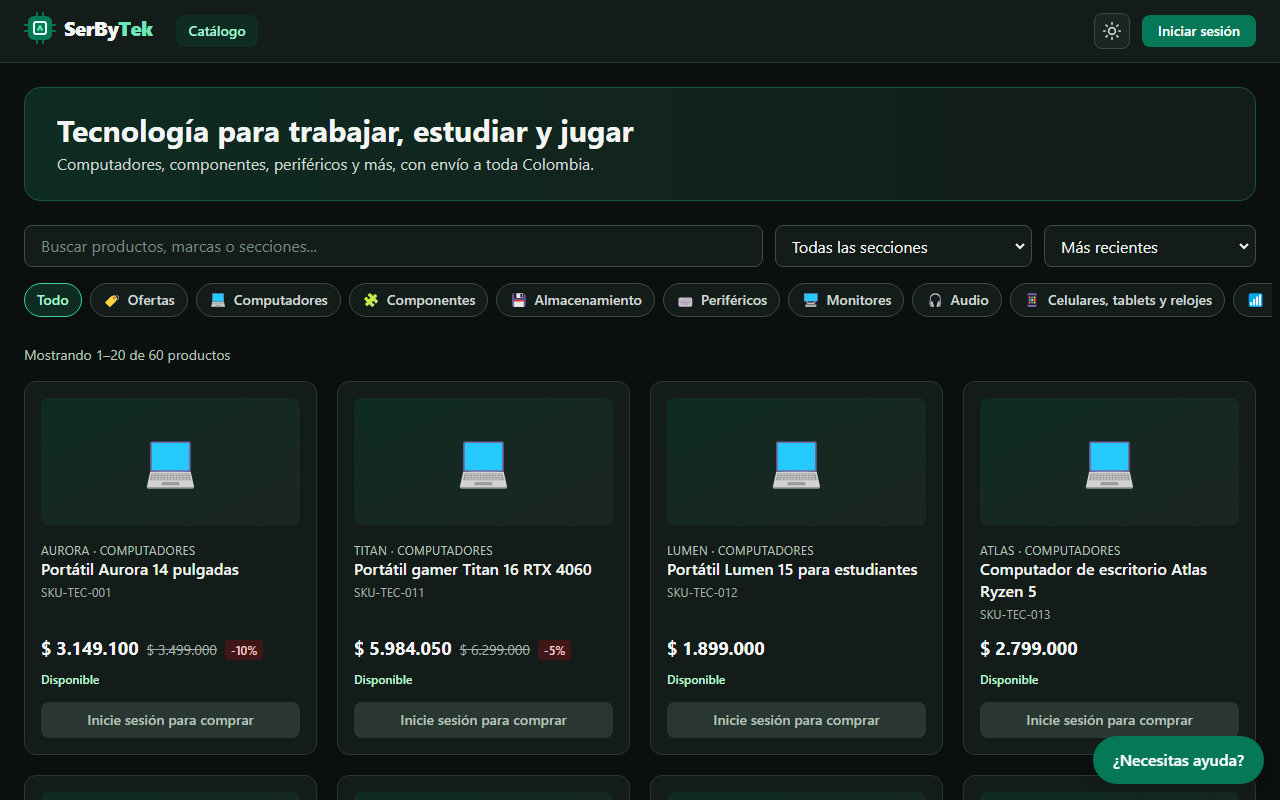 SerByTek
Catálogo
Iniciar sesión
Tecnología para trabajar, estudiar y jugar
Computadores, componentes, periféricos y más, con envío a toda Colombia.
Buscar productos, marcas o secciones...
Todas las secciones
Más recientes
Todo
Ofertas
Computadores
Componentes
Almacenamiento
Periféricos
Monitores
Audio
Celulares, tablets y relojes
Mostrando 1–20 de 60 productos
AURORA · COMPUTADORES
Portátil Aurora 14 pulgadas
SKU-TEC-001
$ 3.149.100 $ 3.499.000 -10%
Disponible
Inicie sesión para comprar
TITAN · COMPUTADORES
Portátil gamer Titan 16 RTX 4060
SKU-TEC-011
$ 5.984.050 $ 6.299.000 -5%
Disponible
Inicie sesión para comprar
LUMEN · COMPUTADORES
Portátil Lumen 15 para estudiantes
SKU-TEC-012
$ 1.899.000
Disponible
Inicie sesión para comprar
ATLAS · COMPUTADORES
Computador de escritorio Atlas
Ryzen 5
SKU-TEC-013
$ 2.799.000
Disponible
Inicie sesión para comprar
¿Necesitas ayuda?